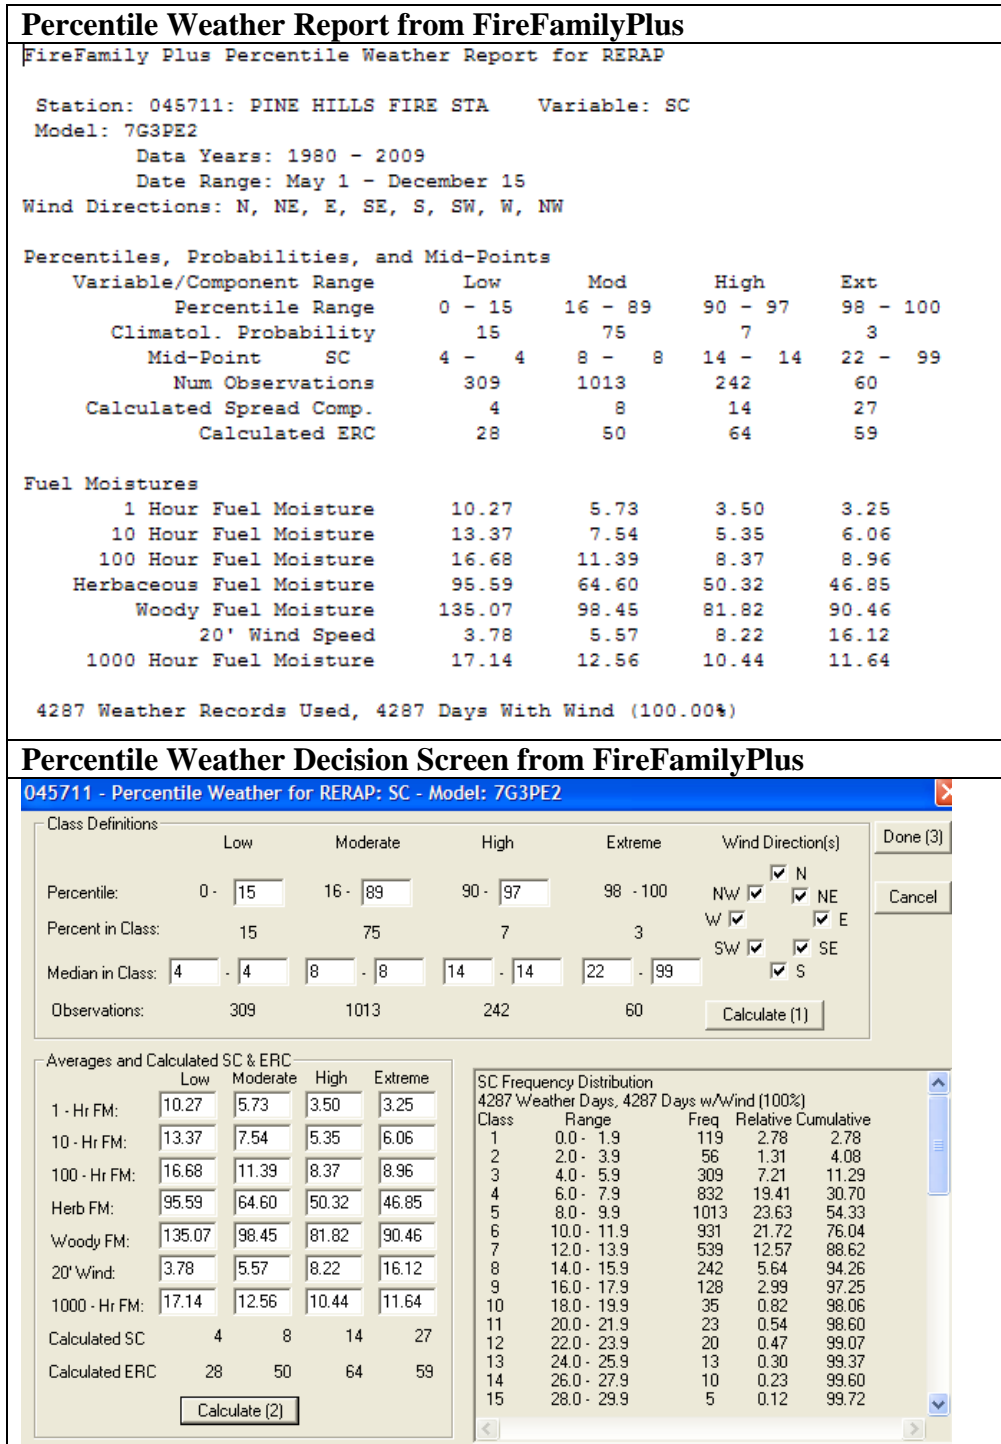 Percentile Weather Report from FireFamilyPlus
FireFamily Plus Percentile Weather Report for RERAP
Station: 045711: PINE HILLS FIRE STA Variable: SC
Model: 7G3PE2
Data Years: 1980 - 2009
Date Range: May 1 - December 15
Wind Directions: N, NE, E, SE, S, SW, W, NW
Percentiles, Probabilities, and Mid-Points
Variable/Component Range Low Mod High Ext
Percentile Range 0 - 15 16 - 89 90 - 97 98 - 100
Climatol. Probability 15 75 7 3
Mid-Point SC 4 - 4 8 - 8 14 - 14 22 - 99
Num Observations 309 1013 242 60
Calculated Spread Comp. 4 8 14 27
Calculated ERC 28 50 64 59
Fuel Moistures
1 Hour Fuel Moisture 10.27 5.73 3.50 3.25
10 Hour Fuel Moisture 13.37 7.54 5.35 6.06
100 Hour Fuel Moisture 16.68 11.39 8.37 8.96
Herbaceous Fuel Moisture 95.59 64.60 50.32 46.85
Woody Fuel Moisture 135.07 98.45 81.82 90.46
20' Wind Speed 3.78 5.57 8.22 16.12
1000 Hour Fuel Moisture 17.14 12.56 10.44 11.64
4287 Weather Records Used, 4287 Days With Wind (100.00%)
Percentile Weather Decision Screen from FireFamilyPlus
045711 - Percentile Weather for RERAP: SC - Model: 7G3PE2
Class Definitions
Low Moderate High Extreme Wind Direction(s)
Done (3)
N
Percentile: 0 - 15 16 - 89 90 - 97 98 - 100 NW NE
Cancel
W E
Percent in Class: 15 75 7 3
SW SE
Median in Class: 4 - 4 8 - 8 14 - 14 22 - 99 S
Observations: 309 1013 242 60
Calculate (1)
Averages and Calculated SC & ERC
Low Moderate High Extreme
1 - Hr FM: 10.27 5.73 3.50 3.25
10 - Hr FM: 13.37 7.54 5.35 6.06
100 - Hr FM: 16.68 11.39 8.37 8.96
Herb FM: 95.59 64.60 50.32 46.85
Woody FM: 135.07 98.45 81.82 90.46
20' Wind: 3.78 5.57 8.22 16.12
1000 - Hr FM: 17.14 12.56 10.44 11.64
Calculated SC 4 8 14 27
Calculated ERC 28 50 64 59
Calculate (2)
SC Frequency Distribution
4287 Weather Days, 4287 Days w/Wind (100%)
Class Range Freq Relative Cumulative
1 0.0 - 1.9 119 2.78 2.78
2 2.0 - 3.9 56 1.31 4.08
3 4.0 - 5.9 309 7.21 11.29
4 6.0 - 7.9 832 19.41 30.70
5 8.0 - 9.9 1013 23.63 54.33
6 10.0 - 11.9 931 21.72 76.04
7 12.0 - 13.9 539 12.57 88.62
8 14.0 - 15.9 242 5.64 94.26
9 16.0 - 17.9 128 2.99 97.25
10 18.0 - 19.9 35 0.82 98.06
11 20.0 - 21.9 23 0.54 98.60
12 22.0 - 23.9 20 0.47 99.07
13 24.0 - 25.9 13 0.30 99.37
14 26.0 - 27.9 10 0.23 99.60
15 28.0 - 29.9 5 0.12 99.72